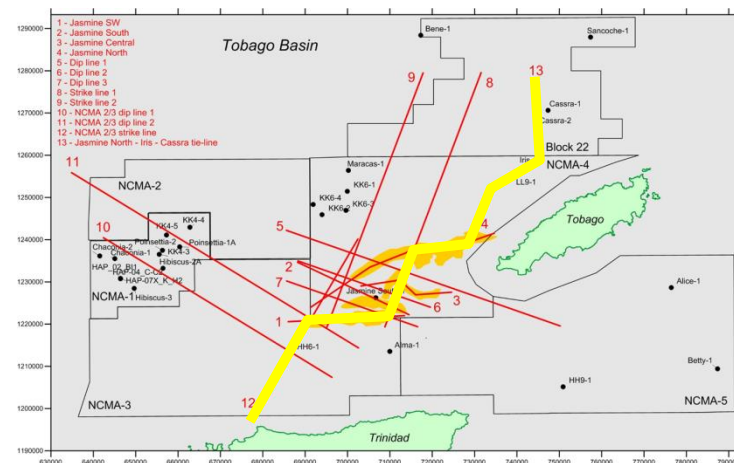 1 - Jasmine SW
2 - Jasmine South
3 - Jasmine Central
4 - Jasmine North
5 - Dip line 1
6 - Dip line 2
7 - Dip line 3
8 - Strike line 1
9 - Strike line 2
10 - NCMA 2/3 dip line 1
11 - NCMA 2/3 dip line 2
12 - NCMA 2/3 strike line
13 - Jasmine North - Iris - Cassra tie-line
Tobago Basin
Bene-1
Sancoche-1
9
8
13
Cassra-1
Cassra-2
Block 22
NCMA-4
Iris
LL9-1
11
NCMA-2
Maracas-1
KK6-1
KK6-4
KK6-3
Tobago
KK4-4
KK4-5
Poinsettia-2
Poinsettia-1A
KK4-3
10
5
4
Chaconia-2
Chaconia-1
Hibiscus-2A
HAP-07X_K_H2
NCMA-1
Hibiscus-3
2
7
Jasmine Sout
3
6
Alice-1
1
HH6-1
Alma-1
Betty-1
HH9-1
12
NCMA-3
NCMA-5
Trinidad
1290000
1280000
1270000
1260000
1250000
1240000
1230000
1220000
1210000
1200000
1190000
630000 640000 650000 660000 670000 680000 690000 700000 710000 720000 730000 740000 750000 760000 770000 780000